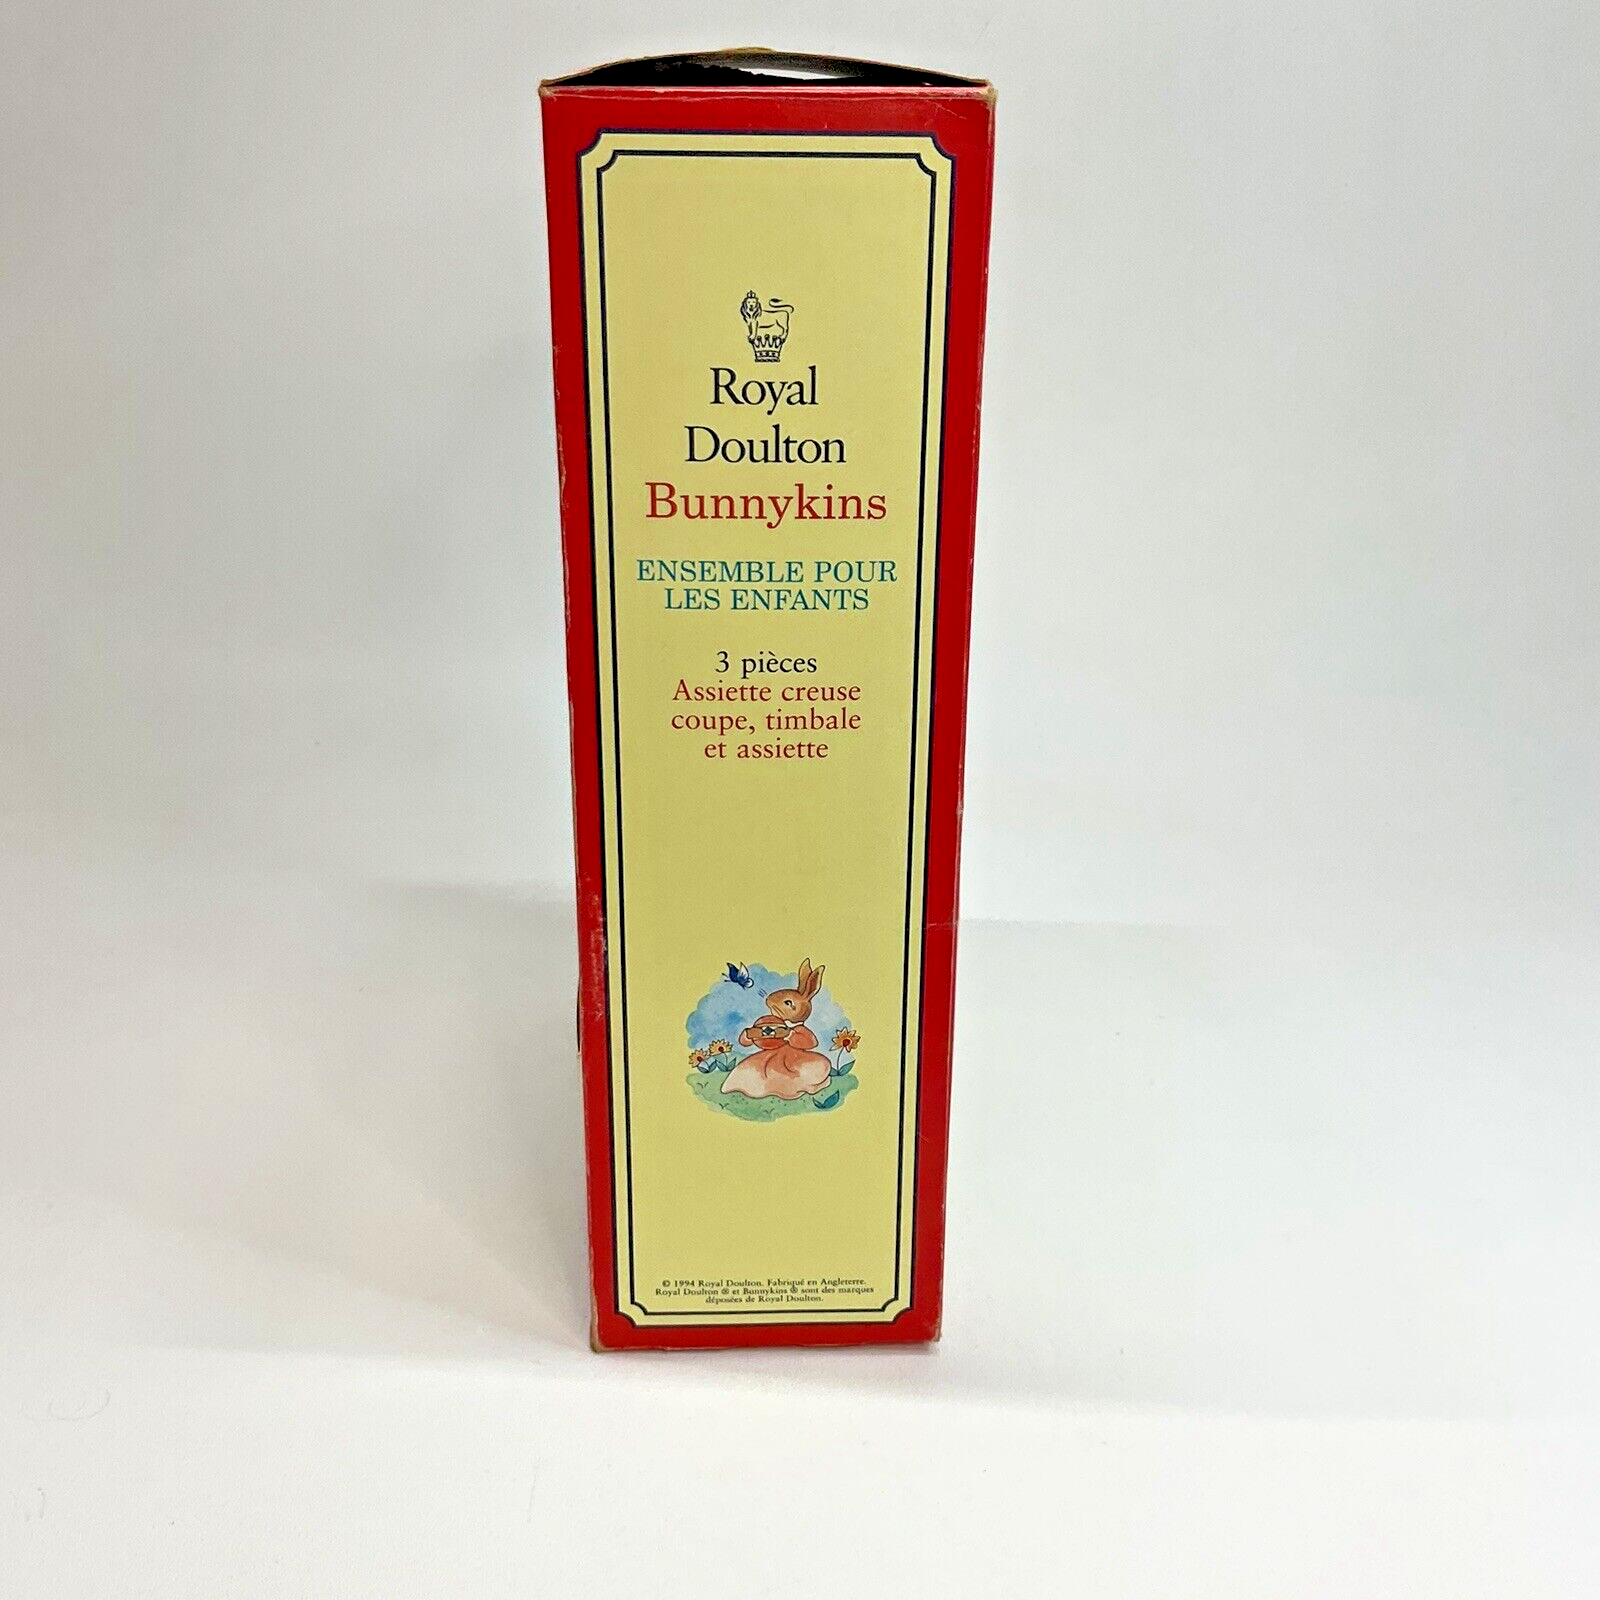 Royal
Doulton
Bunnykins
ENSEMBLE POUR
LES ENFANTS
3 pièces
Assiette creuse
coupe, timbale
et assiette
© 1994 Royal Doulton. Fabriqué en Angleterre.
Royal Doulton ® et Bunnykins ® sont des marques
déposées de Royal Doulton.